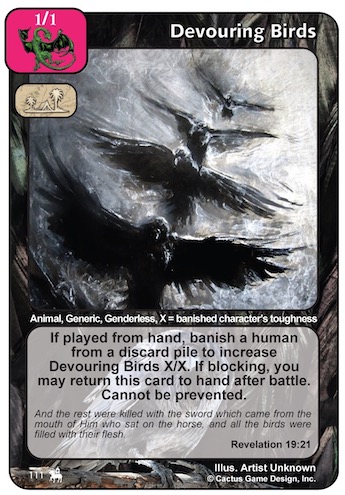 1/1
Devouring Birds
Animal, Generic, Genderless, X = banished character's toughness
If played from hand, banish a human
from a discard pile to increase
Devouring Birds X/X. If blocking, you
may return this card to hand after battle.
Cannot be prevented.
And the rest were killed with the sword which came from the
mouth of Him who sat on the horse, and all the birds were
filled with their flesh.
Revelation 19:21
Illus. Artist Unknown
© Cactus Game Design, Inc.